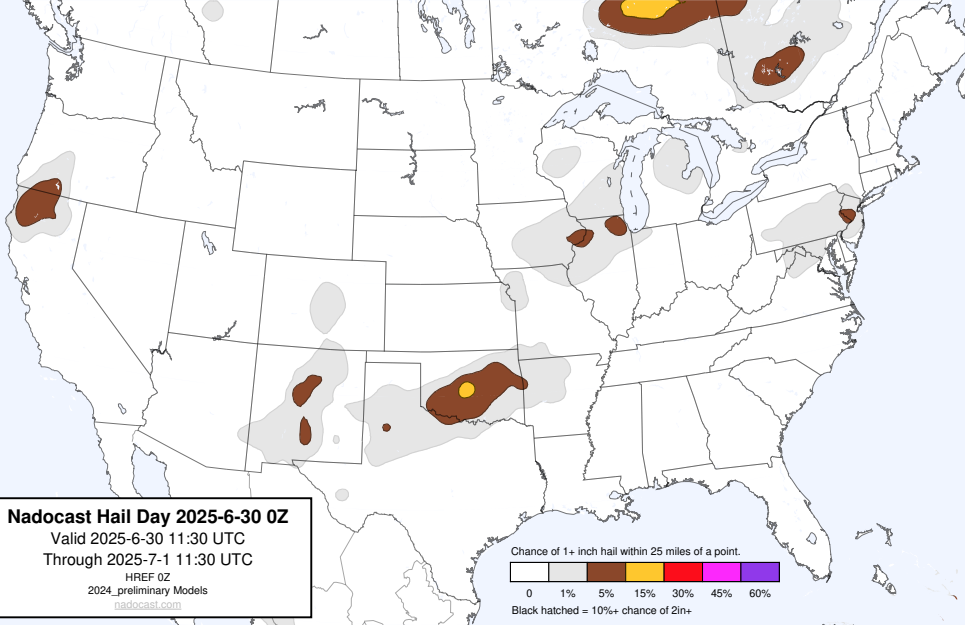 Nadocast Hail Day 2025-6-30 0Z
Valid 2025-6-30 11:30 UTC
Through 2025-7-1 11:30 UTC
HREF 0Z
2024_preliminary Models
nadocast.com
Chance of 1+ inch hail within 25 miles of a point.
0 1% 5% 15% 30% 45% 60%
Black hatched = 10%+ chance of 2in+